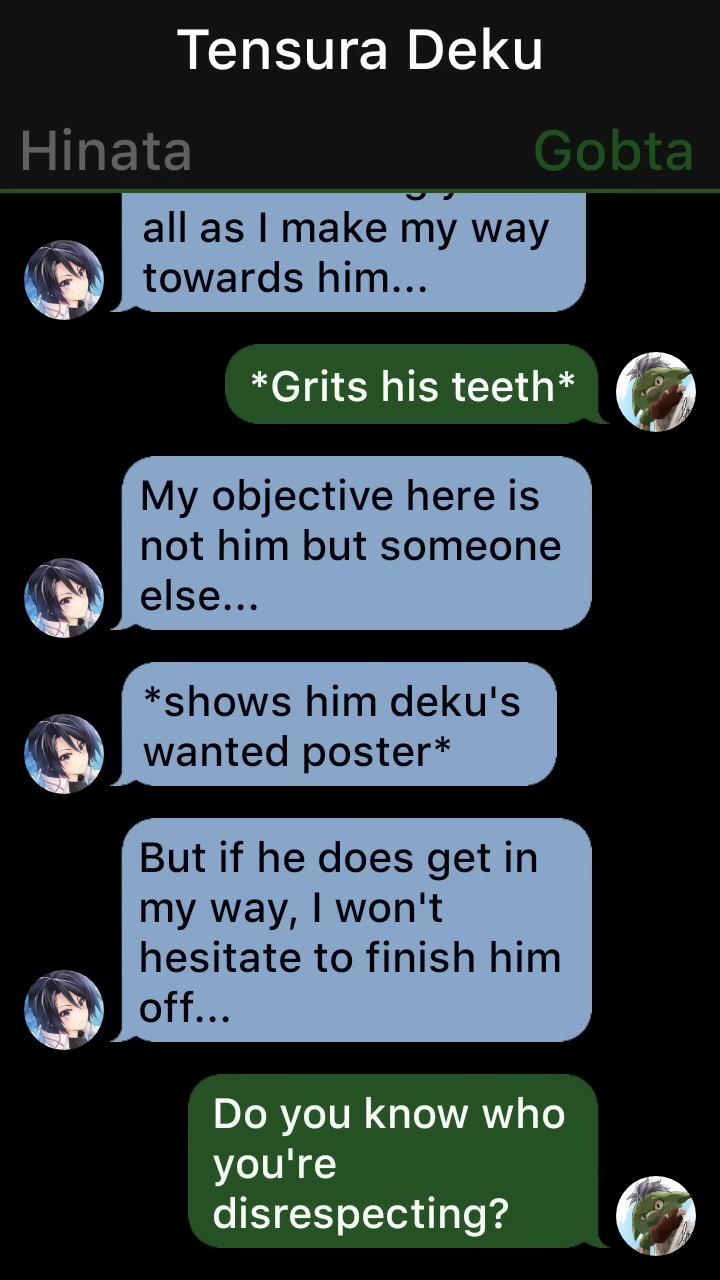 Tensura Deku
Hinata
Gobta
all as I make my way
towards him...
*Grits his teeth*
My objective here is
not him but someone
else...
*shows him deku's
wanted poster*
But if he does get in
my way, I won't
hesitate to finish him
off...
Do you know who
you're
disrespecting?